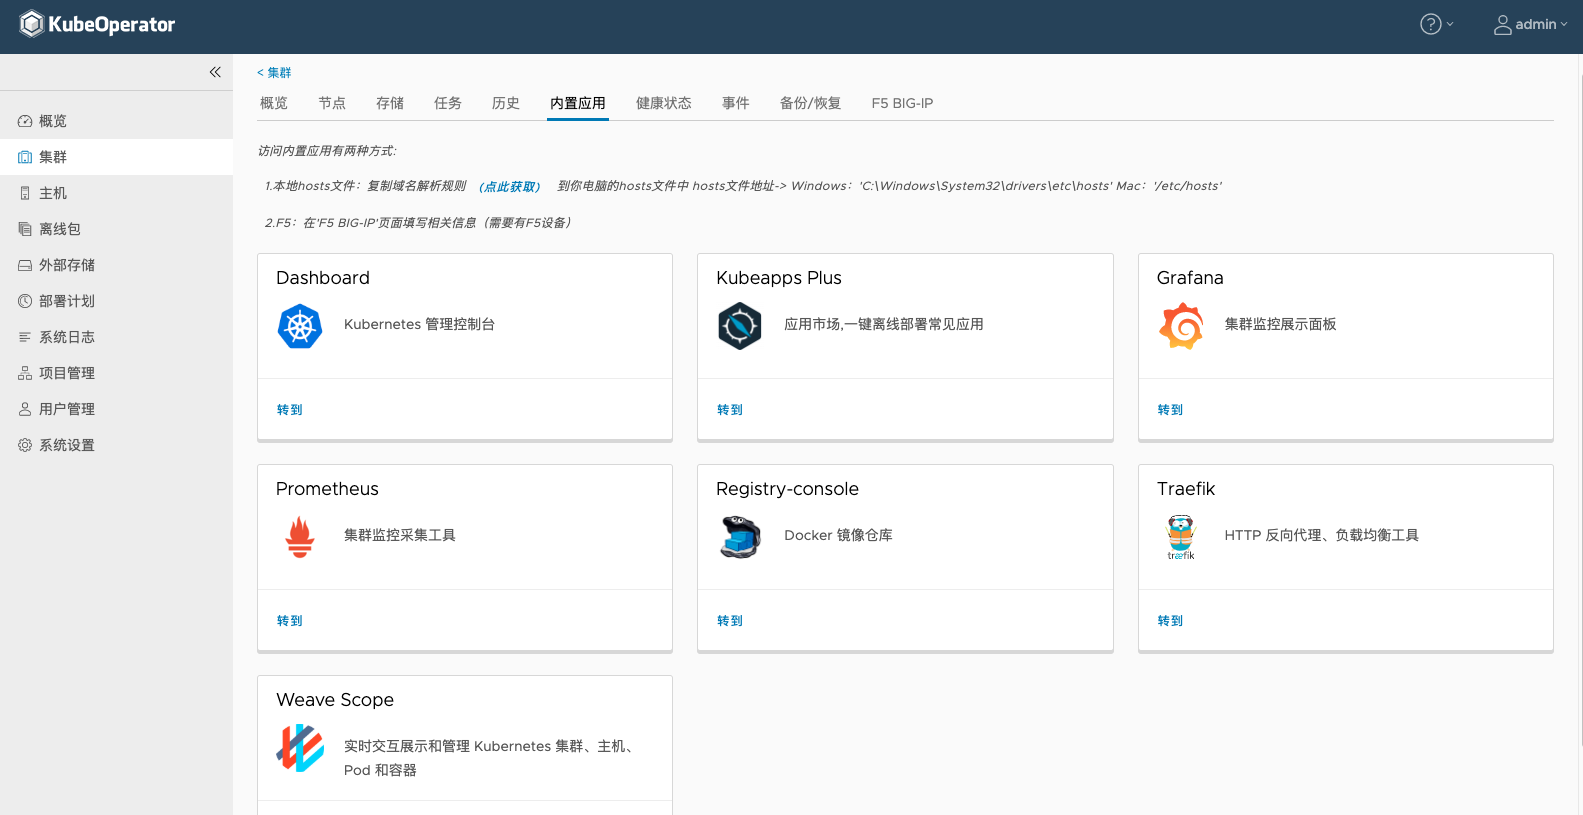 KubeOperator
admin
概览
集群
主机
离线包
外部存储
部署计划
系统日志
项目管理
用户管理
系统设置
< 集群
概览 节点 存储 任务 历史 内置应用 健康状态 事件 备份/恢复 F5 BIG-IP
访问内置应用有两种方式:
1.本地hosts文件：复制域名解析规则 （点此获取） 到你电脑的hosts文件中 hosts文件地址-> Windows：'C:\Windows\System32\drivers\etc\hosts' Mac：'/etc/hosts'
2.F5：在'F5 BIG-IP'页面填写相关信息（需要有F5设备）
Dashboard
Kubernetes 管理控制台
转到
Kubeapps Plus
应用市场,一键离线部署常见应用
转到
Grafana
集群监控展示面板
转到
Prometheus
集群监控采集工具
转到
Registry-console
Docker 镜像仓库
转到
Traefik
træfik
HTTP 反向代理、负载均衡工具
转到
Weave Scope
实时交互展示和管理 Kubernetes 集群、主机、
Pod 和容器